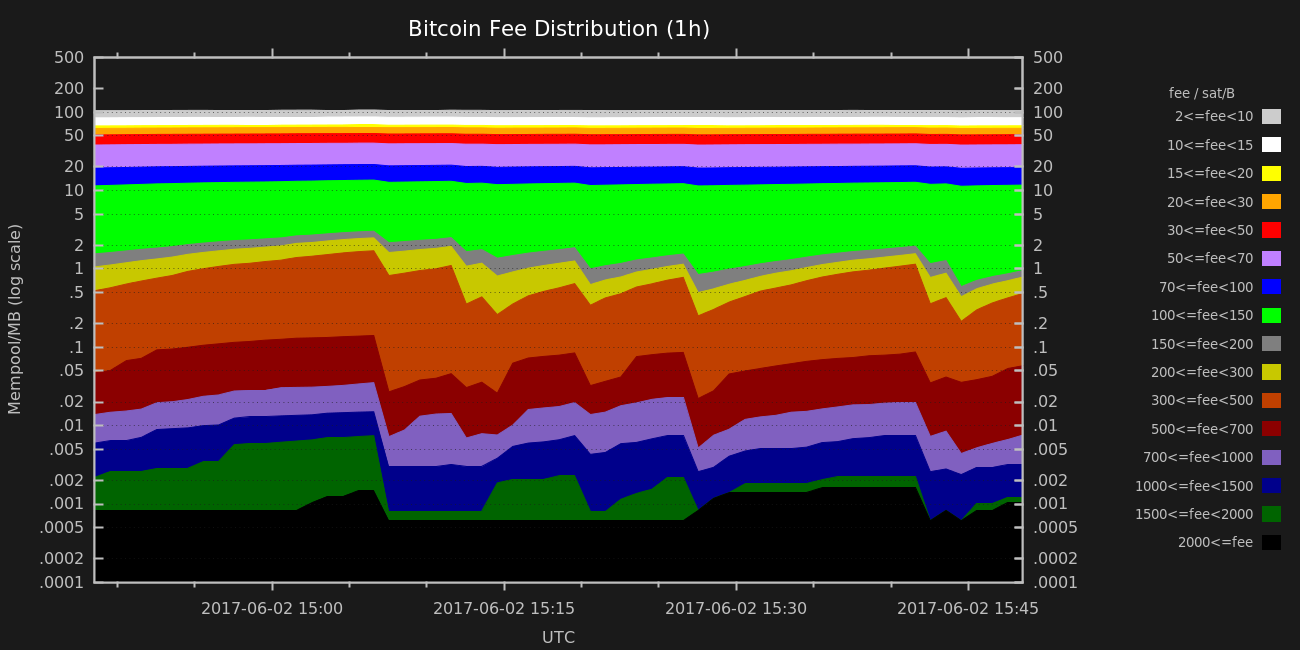 Bitcoin Fee Distribution (1h)
Mempool/MB (log scale)
500
200
100
50
20
10
5
2
1
.5
.2
.1
.05
.02
.01
.005
.002
.001
.0005
.0002
.0001
500
200
100
50
20
10
5
2
1
.5
.2
.1
.05
.02
.01
.005
.002
.001
.0005
.0002
.0001
fee / sat/B
2<=fee<10
10<=fee<15
15<=fee<20
20<=fee<30
30<=fee<50
50<=fee<70
70<=fee<100
100<=fee<150
150<=fee<200
200<=fee<300
300<=fee<500
500<=fee<700
700<=fee<1000
1000<=fee<1500
1500<=fee<2000
2000<=fee
2017-06-02 15:00 2017-06-02 15:15 2017-06-02 15:30 2017-06-02 15:45
UTC